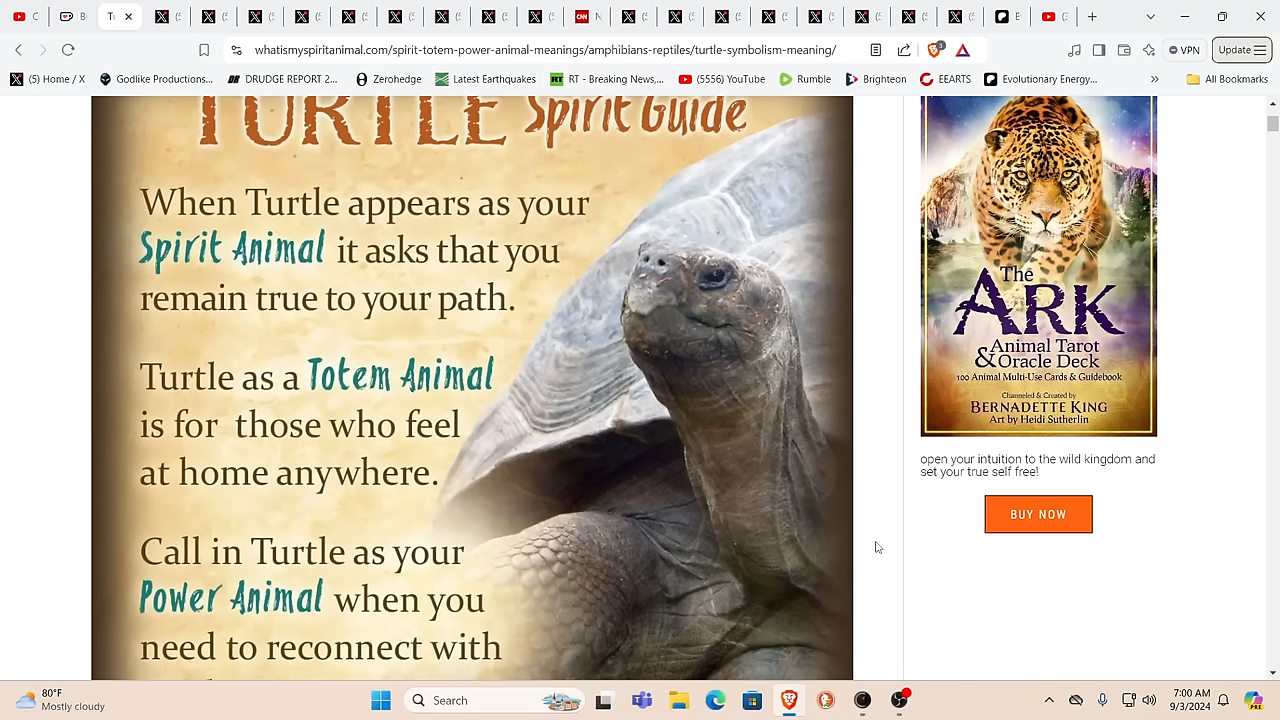 C
B
T
CNN
N
E
whatismyspiritanimal.com/spirit-totem-power-animal-meanings/amphibians-reptiles/turtle-symbolism-meaning/
3
VPN
Update
(5) Home / X
Godlike Productions...
DRUDGE REPORT 2...
Zerohedge
Latest Earthquakes
RT - Breaking News,...
(5556) YouTube
Rumble
Brighteon
EEARTS
Evolutionary Energy...
»
All Bookmarks
TURTLE Spirit Guide
When Turtle appears as your
Spirit Animal it asks that you
remain true to your path.
Turtle as a Totem Animal
is for those who feel
at home anywhere.
Call in Turtle as your
Power Animal when you
need to reconnect with
The
ARK
Animal Tarot
& Oracle Deck
100 Animal Multi-Use Cards & Guidebook
Channeled & Created by
BERNADETTE KING
Art by Heidi Sutherlin
open your intuition to the wild kingdom and
set your true self free!
BUY NOW
80°F
Mostly cloudy
Search
7:00 AM
9/3/2024